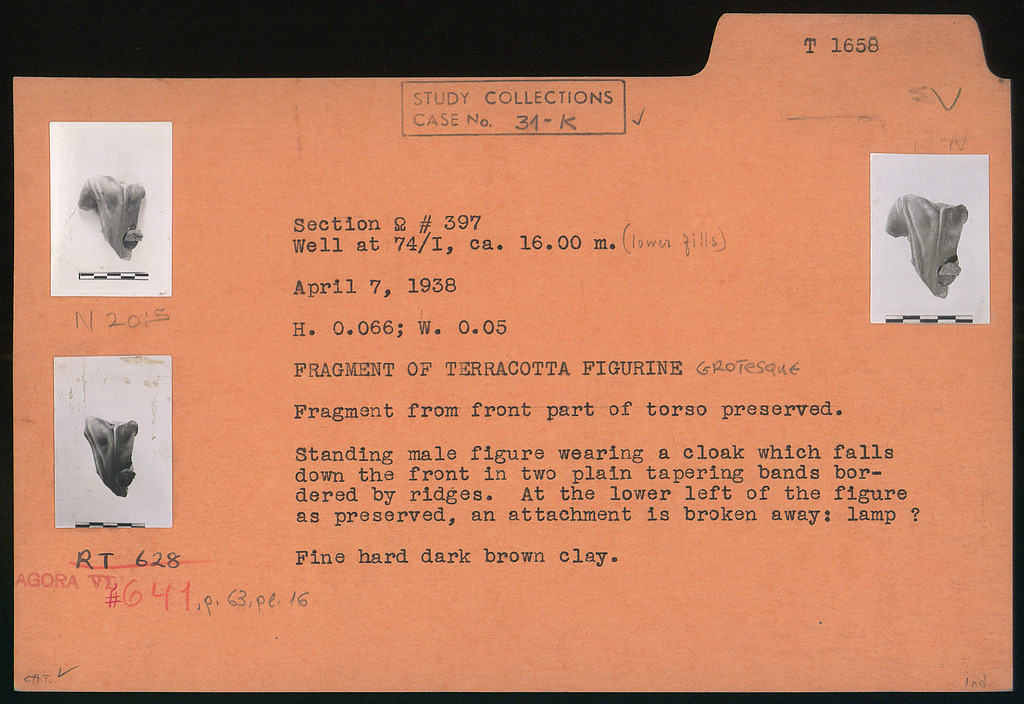 T 1658
STUDY COLLECTIONS
CASE No. 31-K ✓
Section Ω # 397
Well at 74/I, ca. 16.00 m. (lower fills)
April 7, 1938
H. 0.066; W. 0.05
FRAGMENT OF TERRACOTTA FIGURINE GROTESQUE
Fragment from front part of torso preserved.
Standing male figure wearing a cloak which falls
down the front in two plain tapering bands bor-
dered by ridges. At the lower left of the figure
as preserved, an attachment is broken away: lamp ?
Fine hard dark brown clay.
RT 628
AGORA VI
#641, p. 63, pl. 16
CAT. ✓
ind.